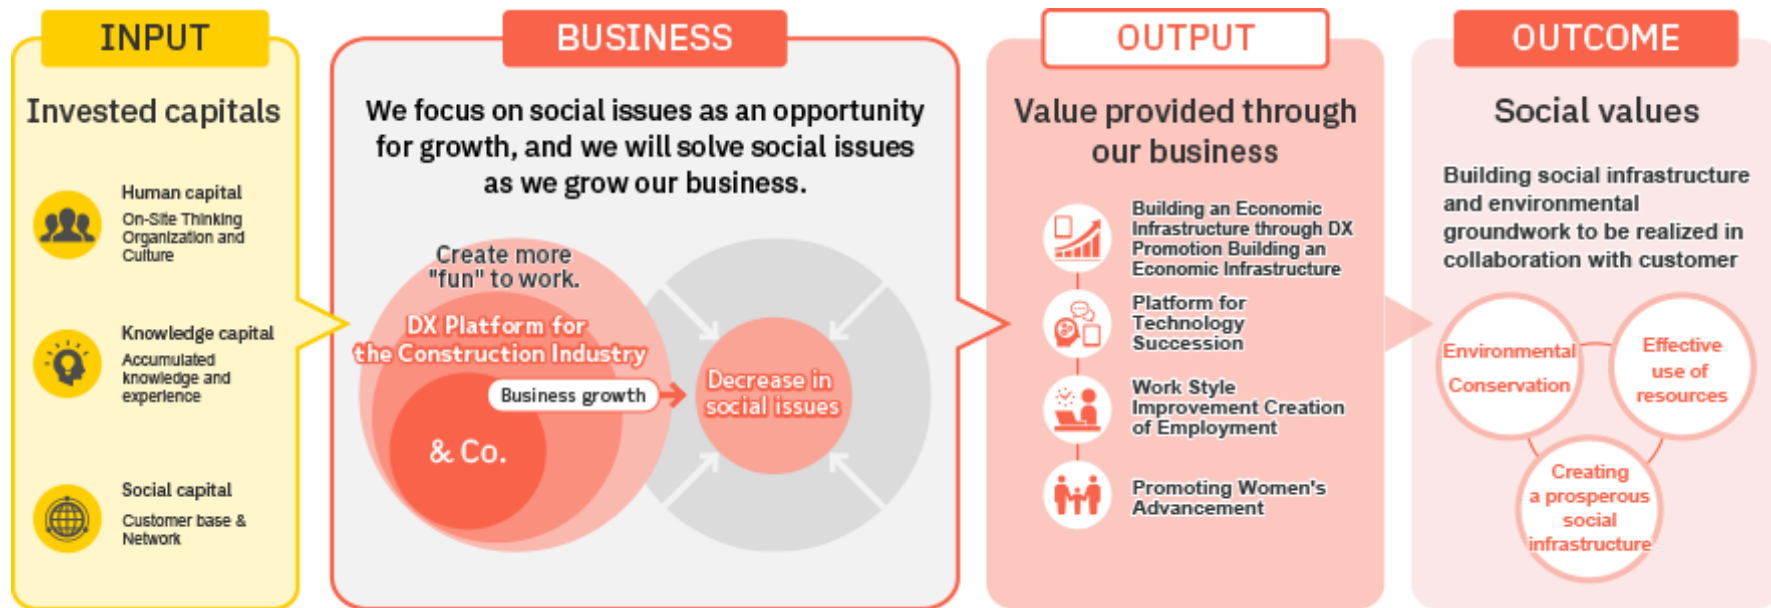 INPUT
Invested capitals
Human capital
On-Site Thinking
Organization and
Culture
Knowledge capital
Accumulated
knowledge and
experience
Social capital
Customer base &
Network
BUSINESS
We focus on social issues as an opportunity
for growth, and we will solve social issues
as we grow our business.
Create more
"fun" to work.
DX Platform for
the Construction Industry
Business growth
& Co.
Decrease in
social issues
OUTPUT
Value provided through
our business
Building an Economic
Infrastructure through DX
Promotion Building an
Economic Infrastructure
Platform for
Technology
Succession
Work Style
Improvement Creation
of Employment
Promoting Women's
Advancement
OUTCOME
Social values
Building social infrastructure
and environmental
groundwork to be realized in
collaboration with customer
Environmental
Conservation
Effective
use of
resources
Creating
a prosperous
social
infrastructure